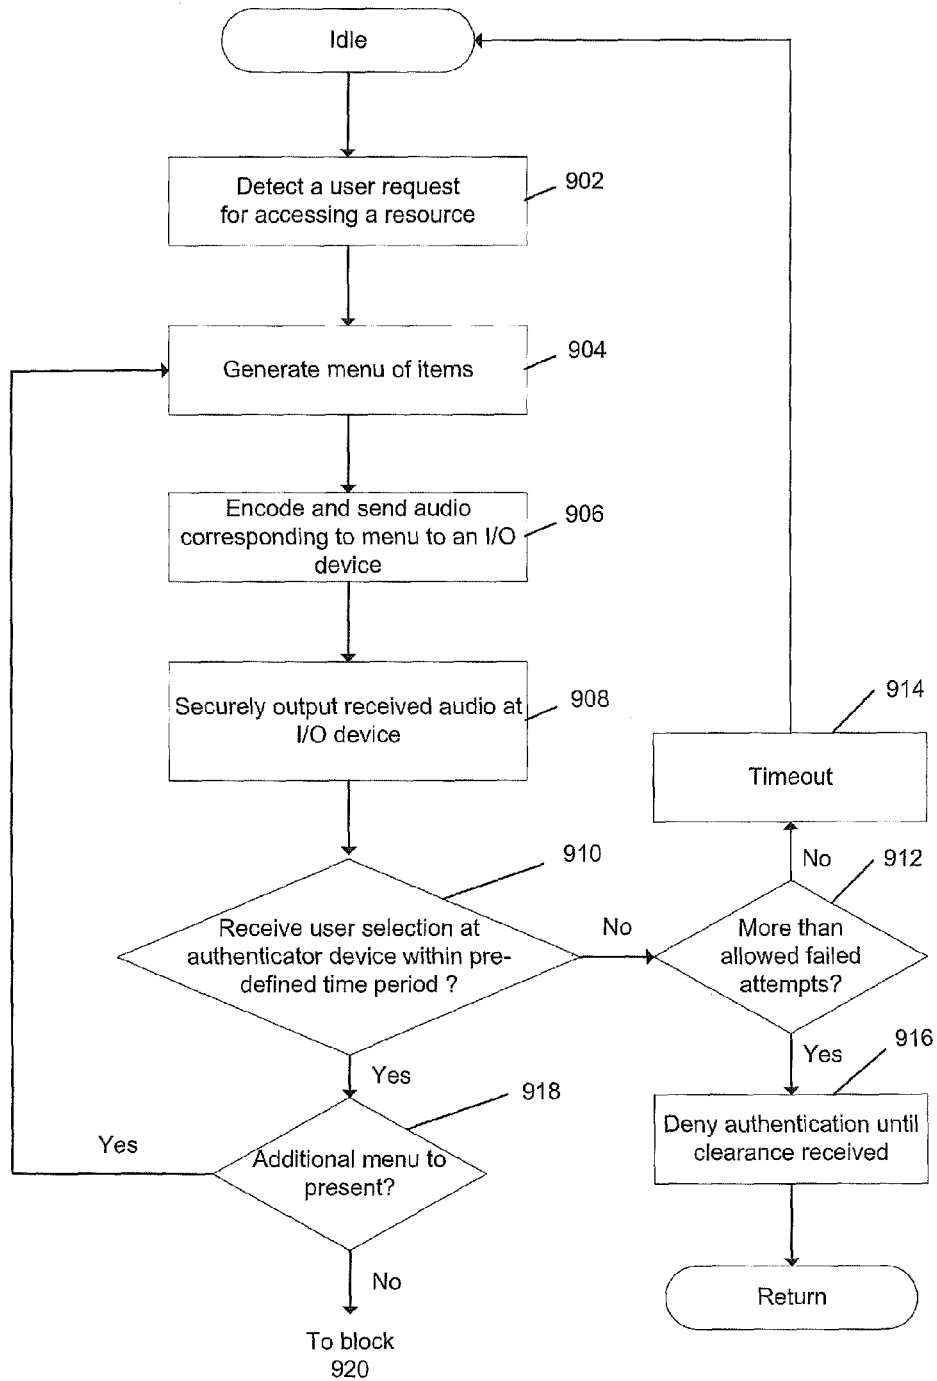 Idle
Detect a user request
for accessing a resource
902
Generate menu of items
904
Encode and send audio
corresponding to menu to an I/O
device
906
Securely output received audio at
I/O device
908
914
Timeout
910
Receive user selection at
authenticator device within pre-
defined time period ?
No
No
912
More than
allowed failed
attempts?
Yes
916
Deny authentication until
clearance received
Return
Yes
918
Additional menu to
present?
Yes
No
To block
920